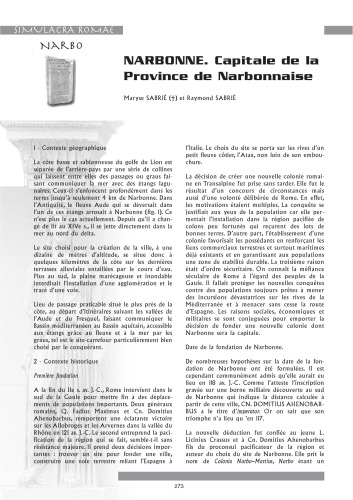 SIMULACRA ROMAE
NARBO
NARBONNE. Capitale de la
Province de Narbonnaise
Maryse SABRIÉ (†) et Raymond SABRIÉ
1 - Contexte géographique
La côte basse et sablonneuse du golfe de Lion est
séparée de l'arrière-pays par une série de collines
qui laissent entre elles des passages ou graus fai-
sant communiquer la mer avec des étangs lagu-
naires. Ceux-ci s'enfoncent profondément dans les
terres jusqu'à seulement 4 km de Narbonne. Dans
l'Antiquité, le fleuve Aude qui se déversait dans
l'un de ces étangs arrosait à Narbonne (fig. 1). Ce
n'est plus le cas actuellement. Depuis qu'il a chan-
gé de lit au XIVe s., il se jette directement dans la
mer au nord du delta.
Le site choisi pour la création de la ville, à une
dizaine de mètres d'altitude, se situe donc à
quelques kilomètres de la côte sur les dernières
terrasses alluviales entaillées par le cours d'eau.
Plus au sud, la plaine marécageuse et inondable
interdisait l'installation d'une agglomération et le
tracé d'une voie.
Lieu de passage praticable situé le plus près de la
côte, au départ d'itinéraires suivant les vallées de
l'Aude et du Fresquel, faisant communiquer le
Bassin méditerranéen au Bassin aquitain, accessible
aux étangs grâce au fleuve et à la mer par les
graus, tel est le site-carrefour particulièrement bien
choisi par le conquérant.
2 - Contexte historique
Première fondation
A la fin du IIe s. av. J.-C., Rome intervient dans le
sud de la Gaule pour mettre fin à des déplace-
ments de populations importants. Deux généraux
romains, Q. Fadius Maximus et Cn. Domitius
Ahenobarbus, remportent une éclatante victoire
sur les Allobroges et les Arvernes dans la vallée du
Rhône en 121 av. J.-C. Le second entreprend la paci-
fication de la région qui se fait, semble-t-il sans
résistance majeure. Il prend deux décisions impor-
tantes : trouver un site pour fonder une ville,
construire une voie terrestre reliant l'Espagne à
l'Italie. Le choix du site se porta sur les rives d'un
petit fleuve côtier, l'Atax, non loin de son embou-
chure.
La décision de créer une nouvelle colonie romai-
ne en Transalpine fut prise sans tarder. Elle fut le
résultat d'un concours de circonstances mais
aussi d'une volonté délibérée de Rome. En effet,
les motivations étaient multiples. La conquête se
justifiait aux yeux de la population car elle per-
mettait l'installation dans la région pacifiée de
colons peu fortunés qui reçurent des lots de
bonnes terres. D'autre part, l'établissement d'une
colonie favorisait les possédants en renforçant les
liens commerciaux terrestres et surtout maritimes
déjà existants et en garantissant aux populations
une zone de stabilité durable. La troisième raison
était d'ordre sécuritaire. On connaît la méfiance
séculaire de Rome à l'égard des peuples de la
Gaule. Il fallait protéger les nouvelles conquêtes
contre des populations toujours prêtes à mener
des incursions dévastatrices sur les rives de la
Méditerranée et à menacer sans cesse la route
d'Espagne. Les raisons sociales, économiques et
militaires se sont conjuguées pour emporter la
décision de fonder une nouvelle colonie dont
Narbonne sera la capitale.
Date de la fondation de Narbonne.
De nombreuses hypothèses sur la date de la fon-
dation de Narbonne ont été formulées. Il est
cependant communément admis qu'elle aurait eu
lieu en 118 av. J.-C. Comme l'atteste l'inscription
gravée sur une borne milliaire découverte au sud
de Narbonne qui indique la distance calculée à
partir de cette ville, CN. DOMITIUS AHENOBAR-
BUS a le titre d'imperator. Or on sait que son
triomphe n'a lieu qu'en 117.
La nouvelle déduction fut confiée au jeune L.
Licinius Crassus et à Cn. Domitius Ahenobarbus
fils du proconsul pacificateur de la région et
auteur du choix du site de Narbonne. Elle prit le
nom de Colonia Narbo-Martius, Narbo étant un
273